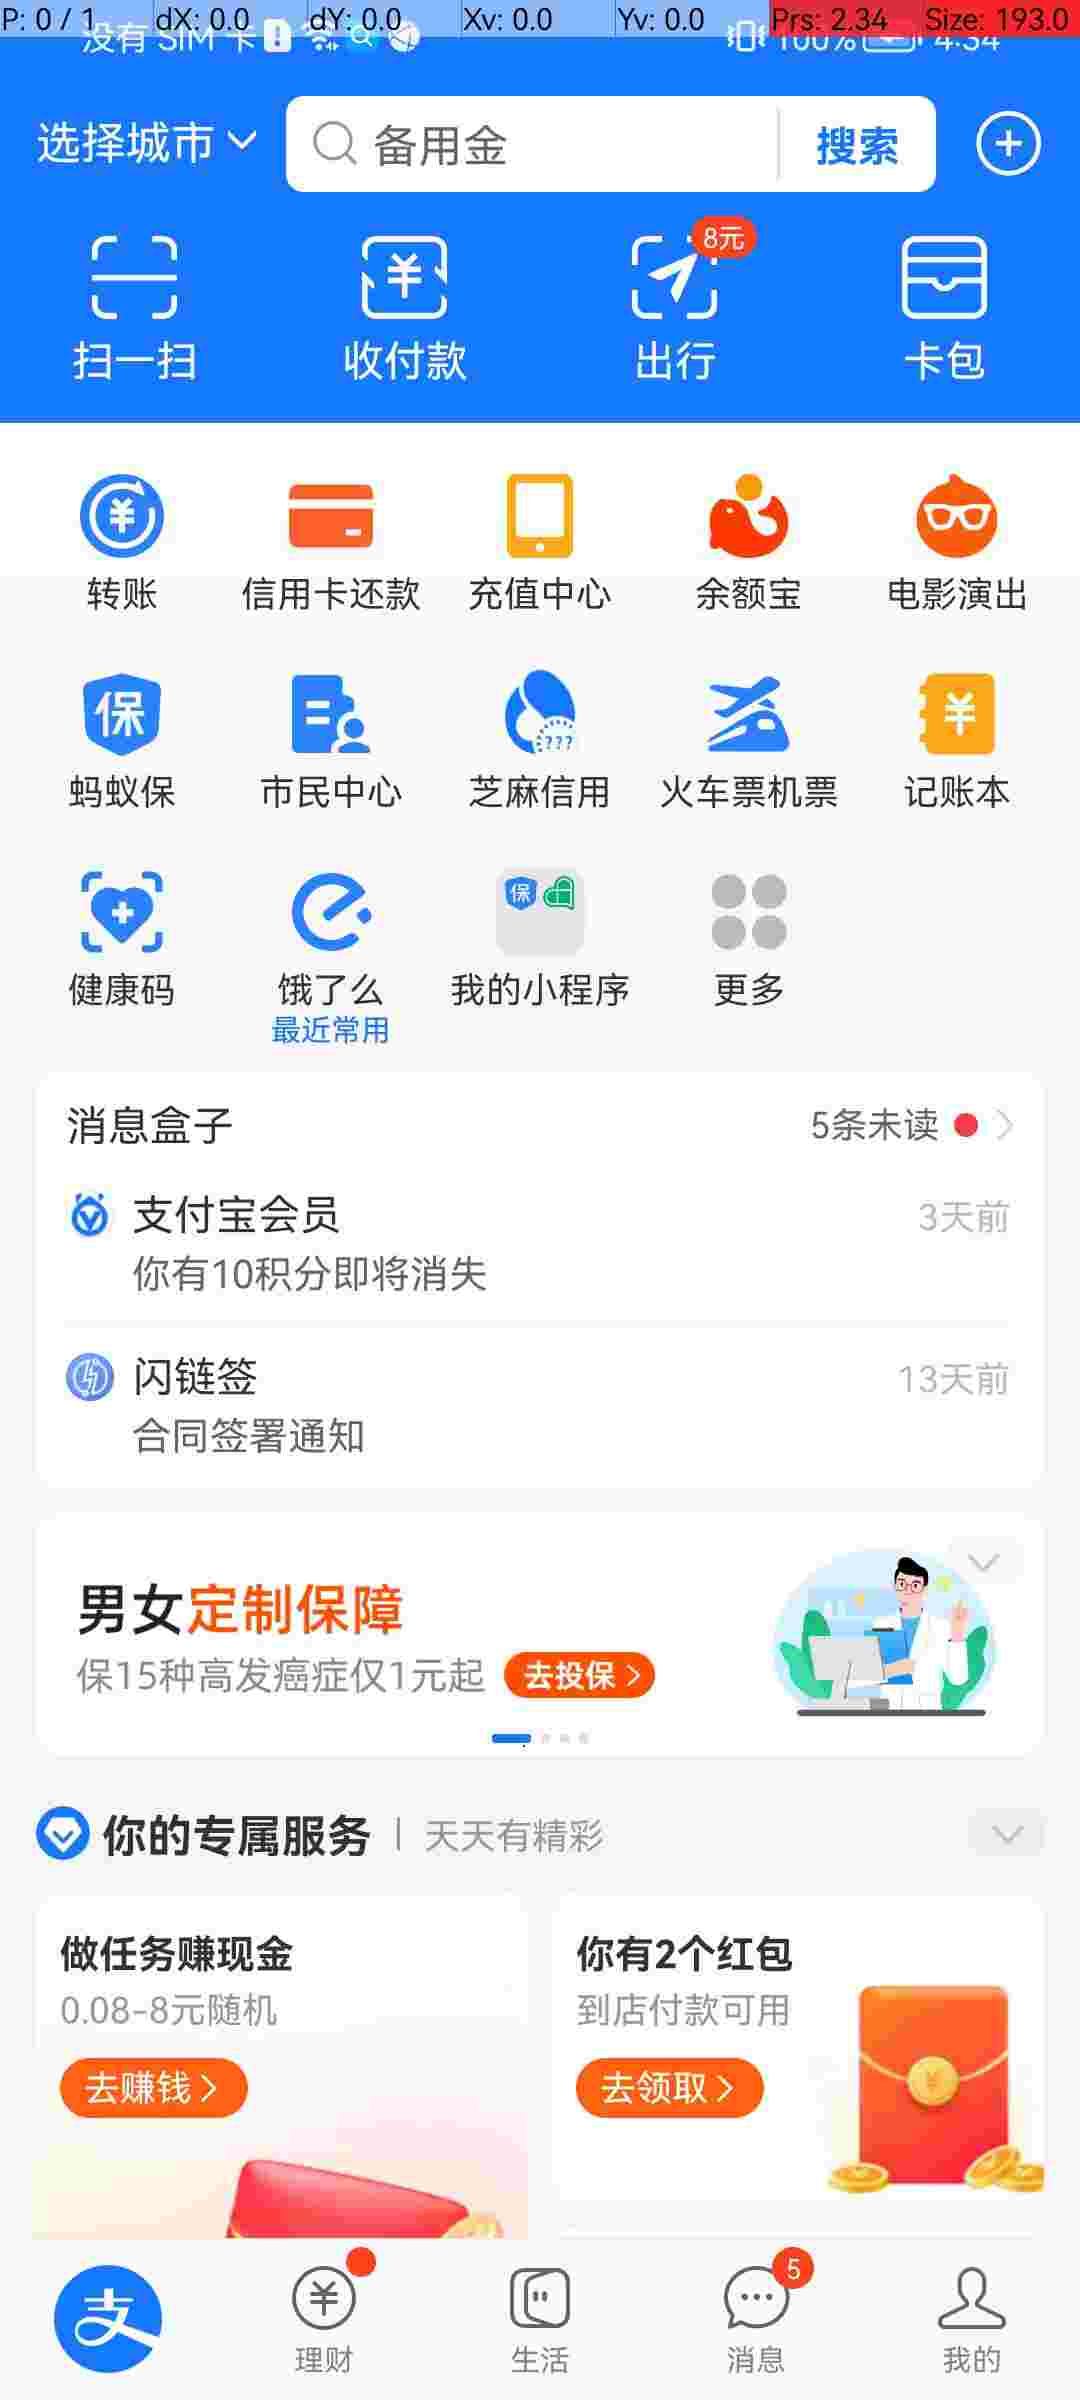 P: 0 / 1 dX: 0.0 dY: 0.0 Xv: 0.0 Yv: 0.0 Prs: 2.34 Size: 193.0
没有 SIM 卡 100% 4:34
选择城市 备用金 搜索
8元
扫一扫 收付款 出行 卡包
转账 信用卡还款 充值中心 余额宝 电影演出
保 ???
蚂蚁保 市民中心 芝麻信用 火车票机票 记账本
保
健康码 饿了么 我的小程序 更多
最近常用
消息盒子 5条未读
支付宝会员 3天前
你有10积分即将消失
闪链签 13天前
合同签署通知
男女定制保障
保15种高发癌症仅1元起 去投保
你的专属服务 天天有精彩
做任务赚现金 你有2个红包
0.08-8元随机 到店付款可用
去赚钱 去领取
支 5
理财 生活 消息 我的